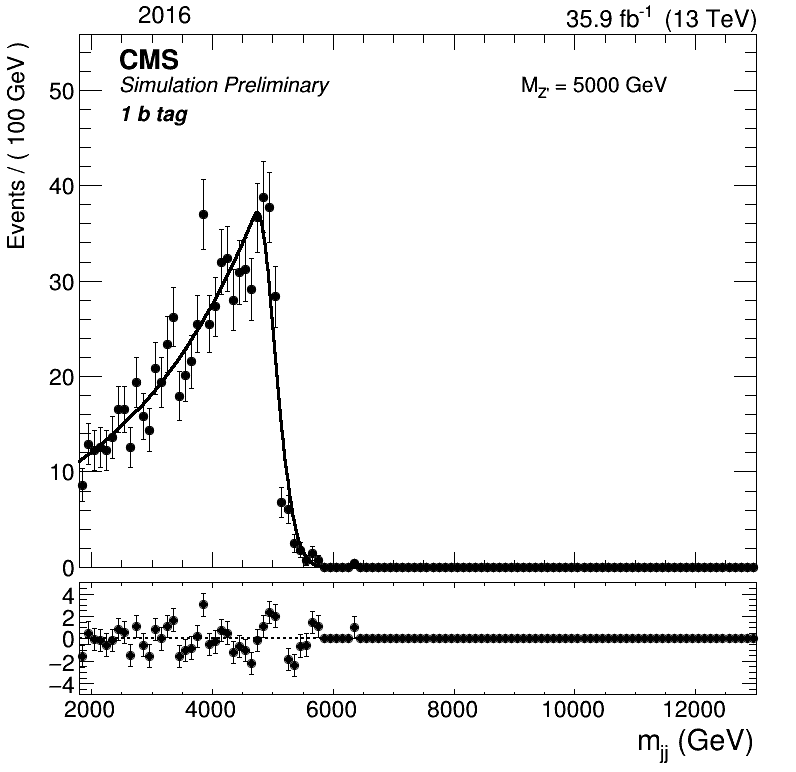 2016 35.9 fb⁻¹ (13 TeV)
CMS
Simulation Preliminary
M_Z' = 5000 GeV
1 b tag
Events / ( 100 GeV )
50
40
30
20
10
0
4
2
0
−2
−4
2000 4000 6000 8000 10000 12000
m_jj (GeV)